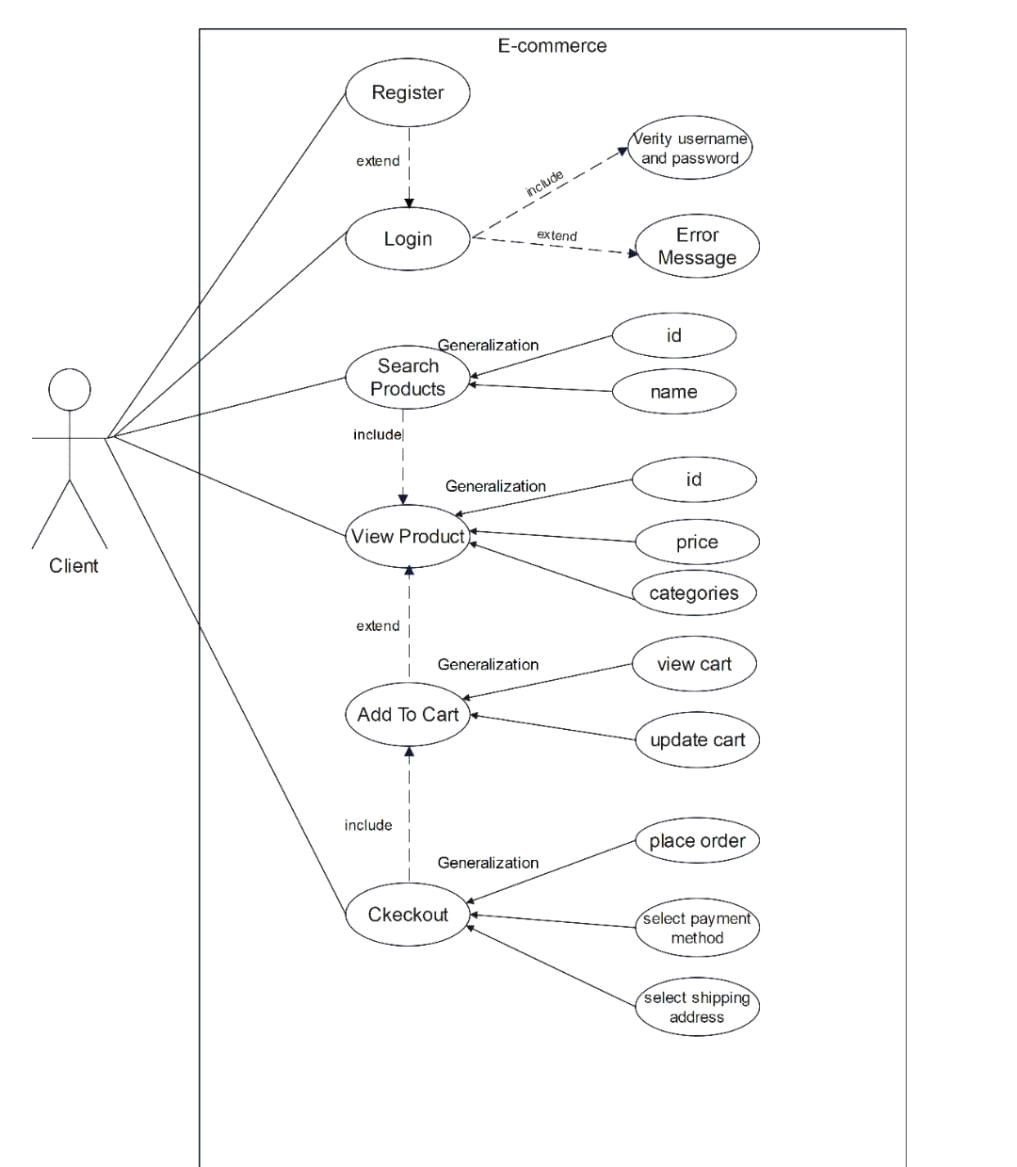 E-commerce
Register
extend
Verity username
and password
include
Login
extend
Error
Message
id
Generalization
Search
Products
name
include
id
Generalization
View Product
price
categories
extend
view cart
Generalization
Add To Cart
update cart
include
place order
Generalization
Ckeckout
select payment
method
select shipping
address
Client